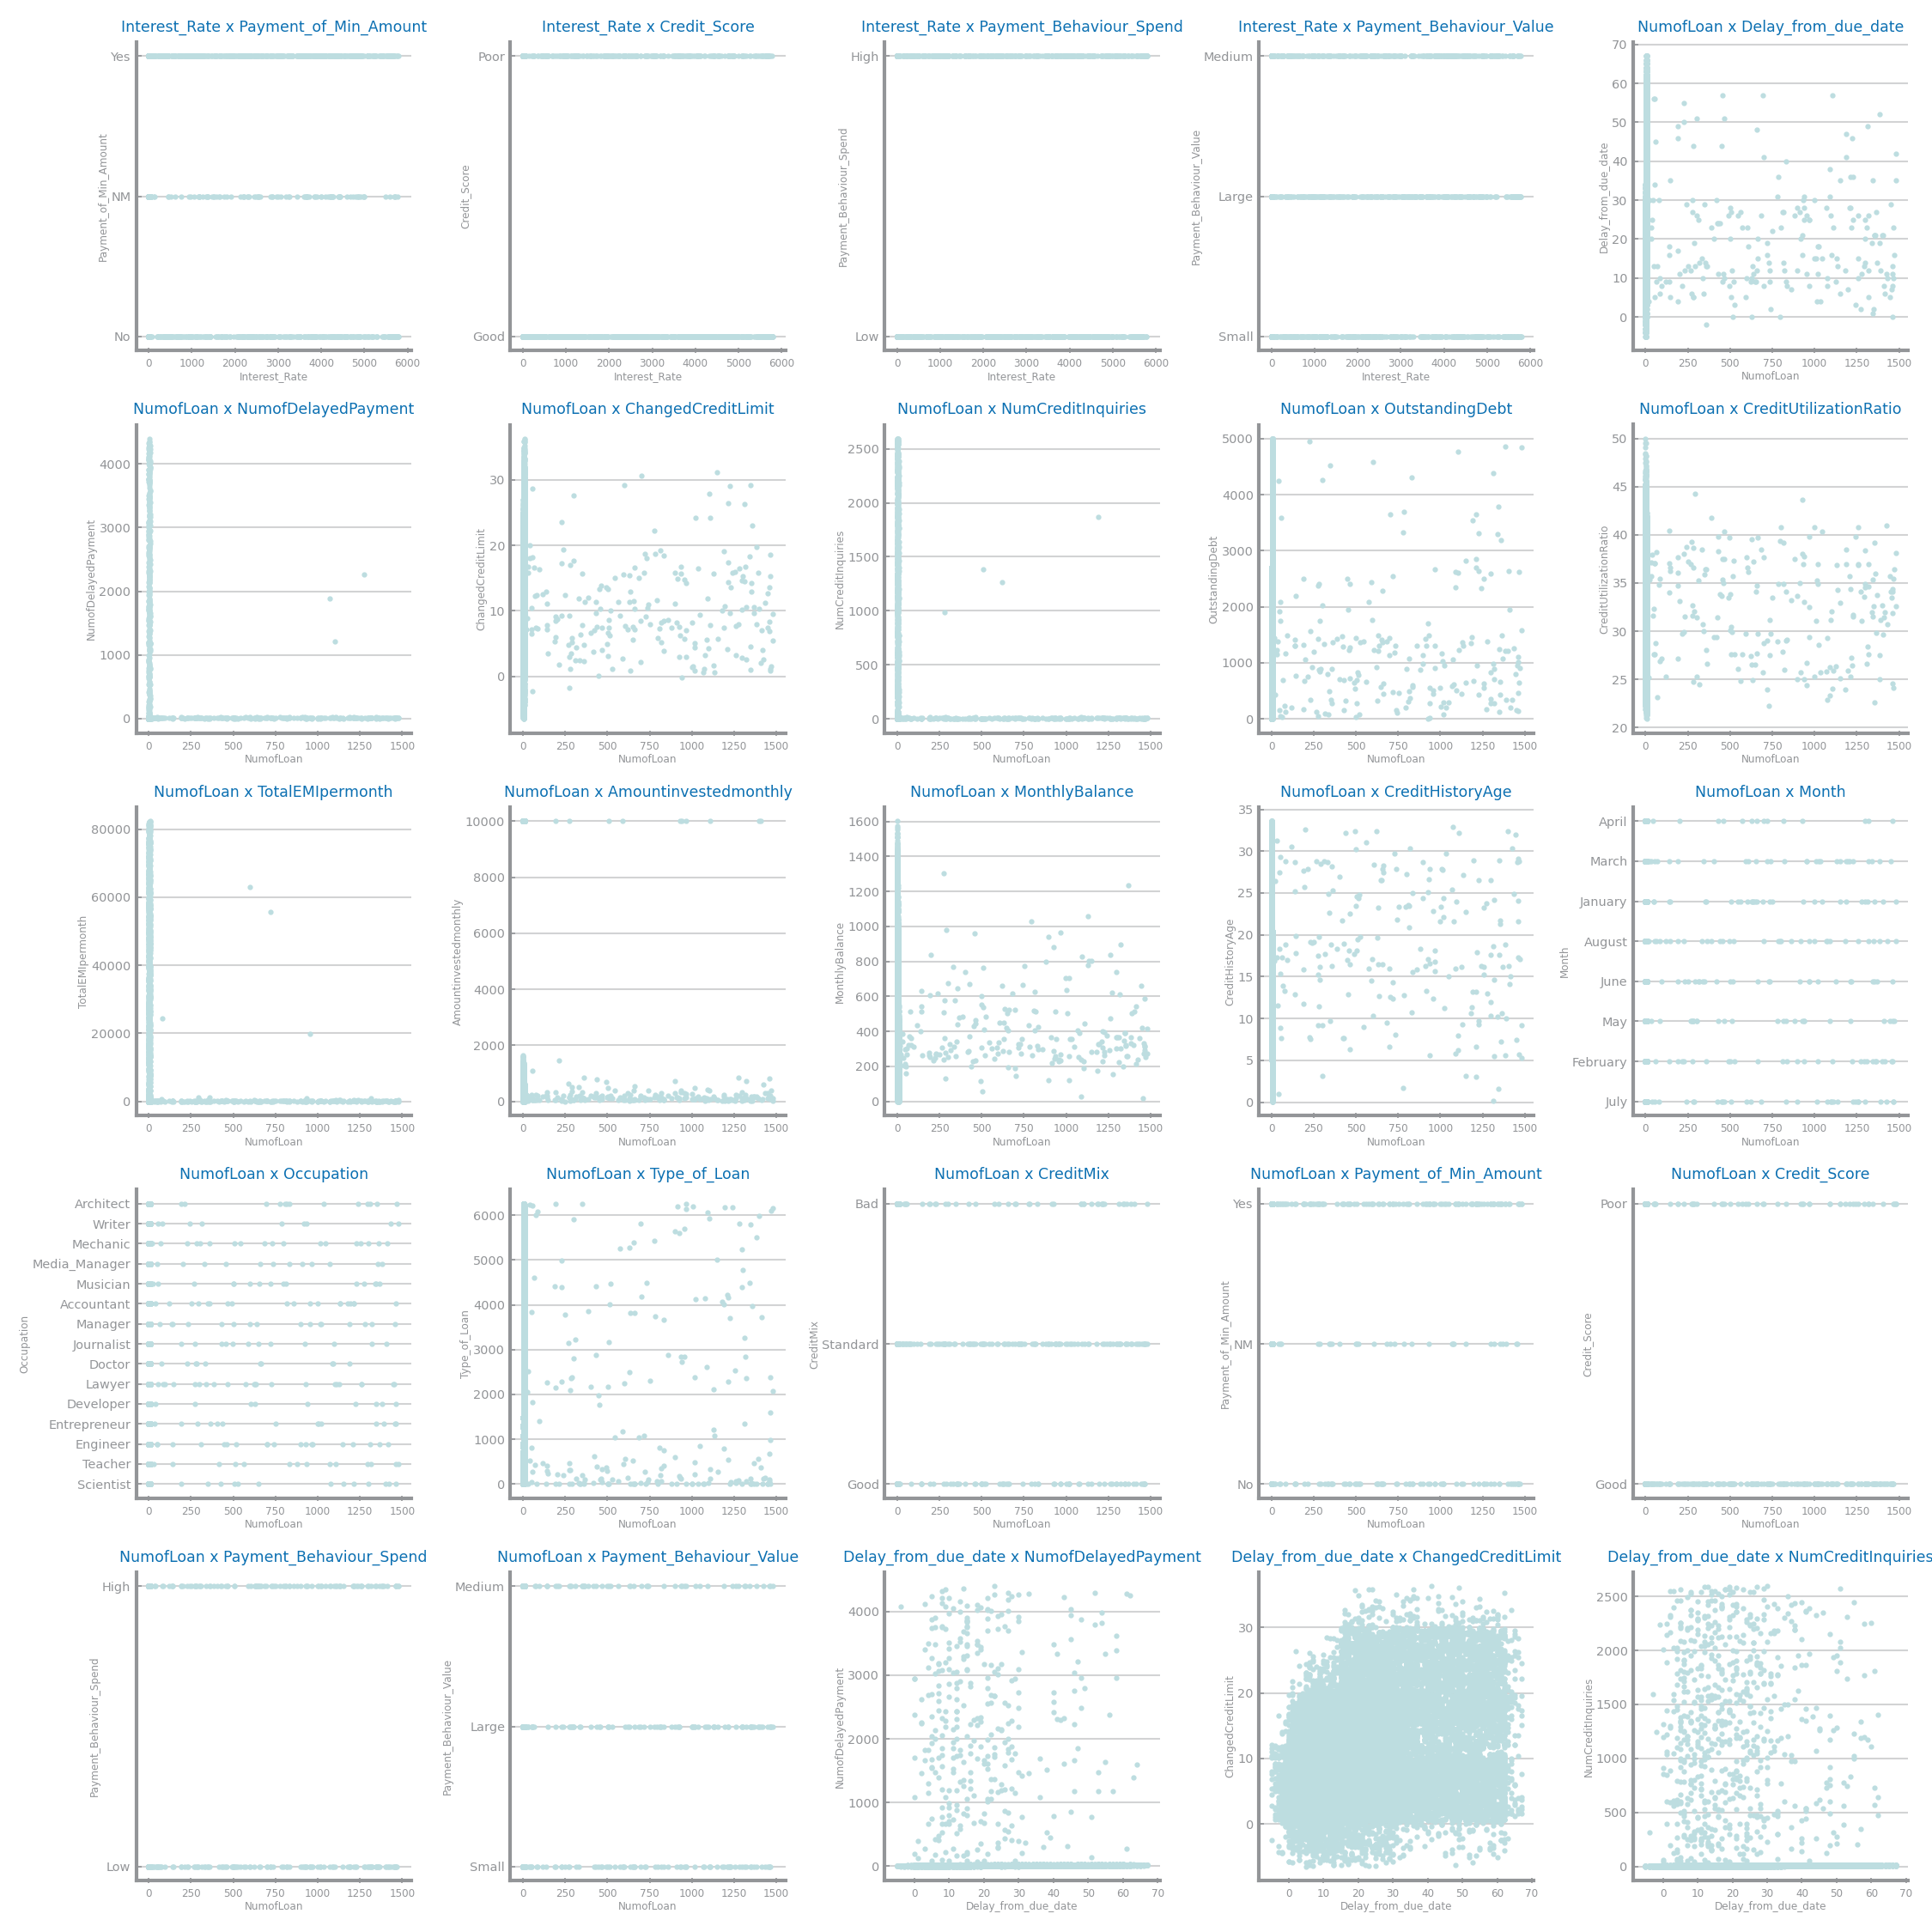 Interest_Rate x Payment_of_Min_Amount
Payment_of_Min_Amount
Yes
NM
No
0 1000 2000 3000 4000 5000 6000
Interest_Rate
Interest_Rate x Credit_Score
Credit_Score
Poor
Good
0 1000 2000 3000 4000 5000 6000
Interest_Rate
Interest_Rate x Payment_Behaviour_Spend
Payment_Behaviour_Spend
High
Low
0 1000 2000 3000 4000 5000 6000
Interest_Rate
Interest_Rate x Payment_Behaviour_Value
Payment_Behaviour_Value
Medium
Large
Small
0 1000 2000 3000 4000 5000 6000
Interest_Rate
NumofLoan x Delay_from_due_date
Delay_from_due_date
70
60
50
40
30
20
10
0
0 250 500 750 1000 1250 1500
NumofLoan
NumofLoan x NumofDelayedPayment
NumofDelayedPayment
4000
3000
2000
1000
0
0 250 500 750 1000 1250 1500
NumofLoan
NumofLoan x ChangedCreditLimit
ChangedCreditLimit
30
20
10
0
0 250 500 750 1000 1250 1500
NumofLoan
NumofLoan x NumCreditInquiries
NumCreditInquiries
2500
2000
1500
1000
500
0
0 250 500 750 1000 1250 1500
NumofLoan
NumofLoan x OutstandingDebt
OutstandingDebt
5000
4000
3000
2000
1000
0
0 250 500 750 1000 1250 1500
NumofLoan
NumofLoan x CreditUtilizationRatio
CreditUtilizationRatio
50
45
40
35
30
25
20
0 250 500 750 1000 1250 1500
NumofLoan
NumofLoan x TotalEMIpermonth
TotalEMIpermonth
80000
60000
40000
20000
0
0 250 500 750 1000 1250 1500
NumofLoan
NumofLoan x Amountinvestedmonthly
Amountinvestedmonthly
10000
8000
6000
4000
2000
0
0 250 500 750 1000 1250 1500
NumofLoan
NumofLoan x MonthlyBalance
MonthlyBalance
1600
1400
1200
1000
800
600
400
200
0
0 250 500 750 1000 1250 1500
NumofLoan
NumofLoan x CreditHistoryAge
CreditHistoryAge
35
30
25
20
15
10
5
0
0 250 500 750 1000 1250 1500
NumofLoan
NumofLoan x Month
Month
April
March
January
August
June
May
February
July
0 250 500 750 1000 1250 1500
NumofLoan
NumofLoan x Occupation
Occupation
Architect
Writer
Mechanic
Media_Manager
Musician
Accountant
Manager
Journalist
Doctor
Lawyer
Developer
Entrepreneur
Engineer
Teacher
Scientist
0 250 500 750 1000 1250 1500
NumofLoan
NumofLoan x Type_of_Loan
Type_of_Loan
6000
5000
4000
3000
2000
1000
0
0 250 500 750 1000 1250 1500
NumofLoan
NumofLoan x CreditMix
CreditMix
Bad
Standard
Good
0 250 500 750 1000 1250 1500
NumofLoan
NumofLoan x Payment_of_Min_Amount
Payment_of_Min_Amount
Yes
NM
No
0 250 500 750 1000 1250 1500
NumofLoan
NumofLoan x Credit_Score
Credit_Score
Poor
Good
0 250 500 750 1000 1250 1500
NumofLoan
NumofLoan x Payment_Behaviour_Spend
Payment_Behaviour_Spend
High
Low
0 250 500 750 1000 1250 1500
NumofLoan
NumofLoan x Payment_Behaviour_Value
Payment_Behaviour_Value
Medium
Large
Small
0 250 500 750 1000 1250 1500
NumofLoan
Delay_from_due_date x NumofDelayedPayment
NumofDelayedPayment
4000
3000
2000
1000
0
0 10 20 30 40 50 60 70
Delay_from_due_date
Delay_from_due_date x ChangedCreditLimit
ChangedCreditLimit
30
20
10
0
0 10 20 30 40 50 60 70
Delay_from_due_date
Delay_from_due_date x NumCreditInquiries
NumCreditInquiries
2500
2000
1500
1000
500
0
0 10 20 30 40 50 60 70
Delay_from_due_date